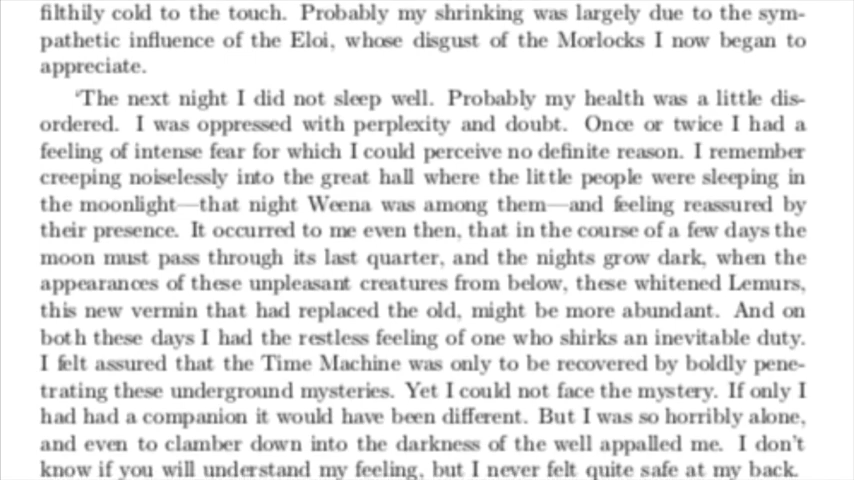 filthily cold to the touch. Probably my shrinking was largely due to the sym-
pathetic influence of the Eloi, whose disgust of the Morlocks I now began to
appreciate.
‘The next night I did not sleep well. Probably my health was a little dis-
ordered. I was oppressed with perplexity and doubt. Once or twice I had a
feeling of intense fear for which I could perceive no definite reason. I remember
creeping noiselessly into the great hall where the little people were sleeping in
the moonlight—that night Weena was among them—and feeling reassured by
their presence. It occurred to me even then, that in the course of a few days the
moon must pass through its last quarter, and the nights grow dark, when the
appearances of these unpleasant creatures from below, these whitened Lemurs,
this new vermin that had replaced the old, might be more abundant. And on
both these days I had the restless feeling of one who shirks an inevitable duty.
I felt assured that the Time Machine was only to be recovered by boldly pene-
trating these underground mysteries. Yet I could not face the mystery. If only I
had had a companion it would have been different. But I was so horribly alone,
and even to clamber down into the darkness of the well appalled me. I don't
know if you will understand my feeling, but I never felt quite safe at my back.